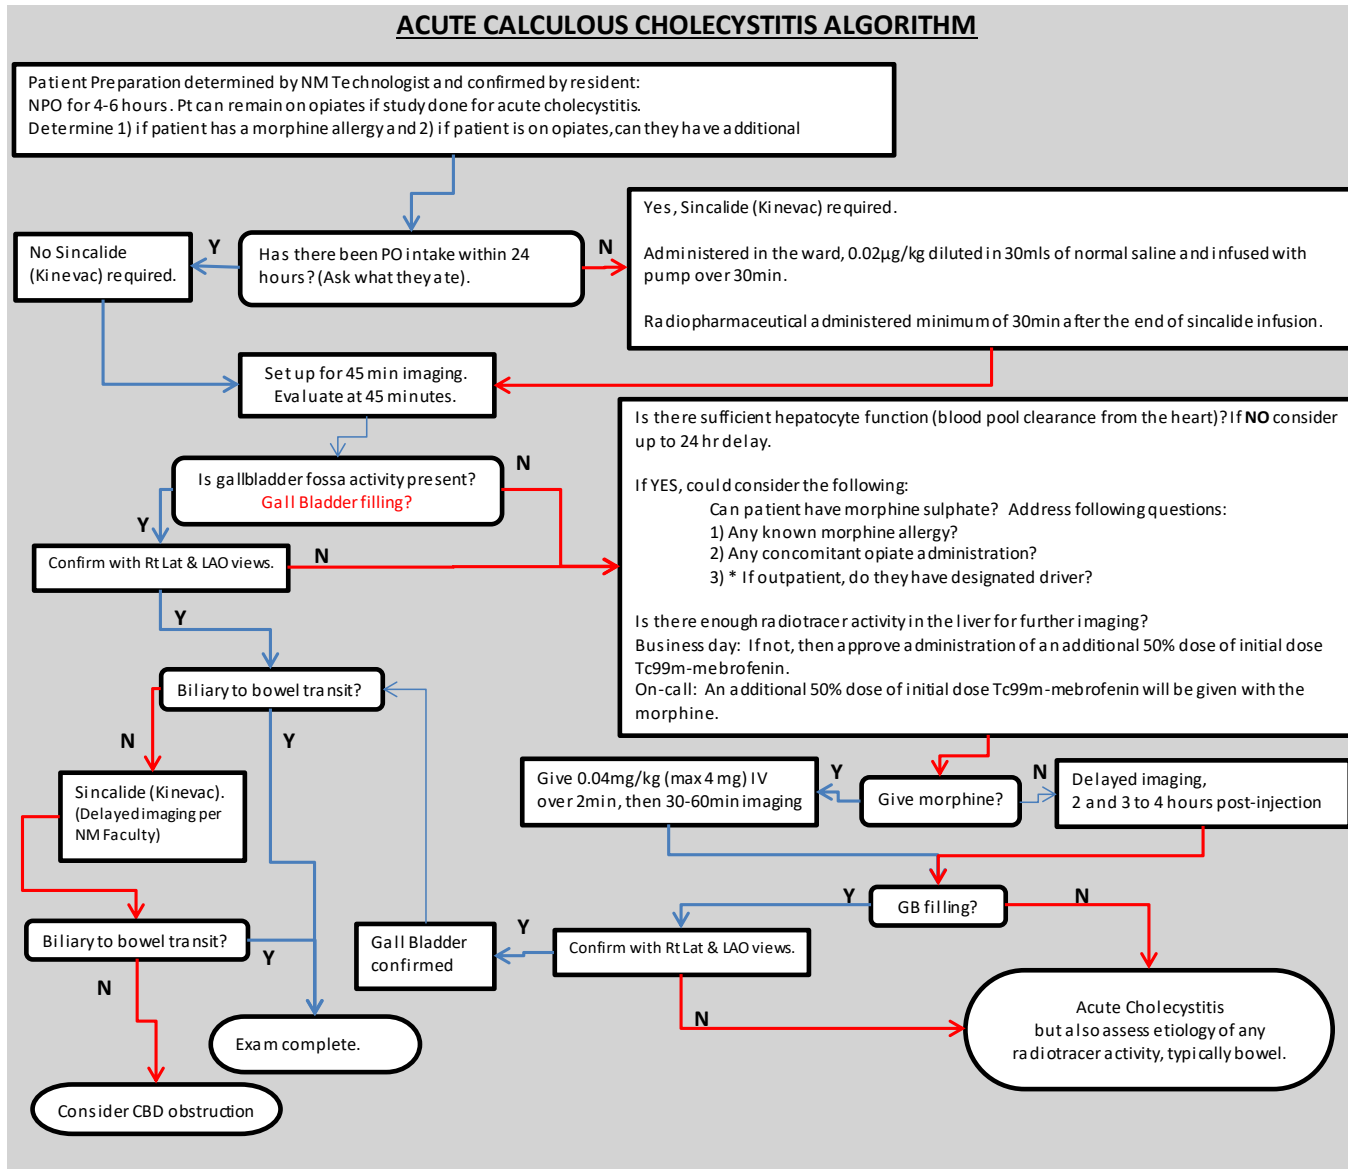 ACUTE CALCULOUS CHOLECYSTITIS ALGORITHM
Patient Preparation determined by NM Technologist and confirmed by resident:
NPO for 4-6 hours. Pt can remain on opiates if study done for acute cholecystitis.
Determine 1) if patient has a morphine allergy and 2) if patient is on opiates, can they have additional
Yes, Sincalide (Kinevac) required.
Administered in the ward, 0.02µg/kg diluted in 30mls of normal saline and infused with
pump over 30min.
Radiopharmaceutical administered minimum of 30min after the end of sincalide infusion.
No Sincalide
(Kinevac) required.
Y
Has there been PO intake within 24
hours? (Ask what they ate).
N
Set up for 45 min imaging.
Evaluate at 45 minutes.
Is gallbladder fossa activity present?
Gall Bladder filling?
N
Y
Confirm with Rt Lat & LAO views.
N
Y
Is there sufficient hepatocyte function (blood pool clearance from the heart)? If NO consider
up to 24 hr delay.
If YES, could consider the following:
Can patient have morphine sulphate? Address following questions:
1) Any known morphine allergy?
2) Any concomitant opiate administration?
3) * If outpatient, do they have designated driver?
Is there enough radiotracer activity in the liver for further imaging?
Business day: If not, then approve administration of an additional 50% dose of initial dose
Tc99m-mebrofenin.
On-call: An additional 50% dose of initial dose Tc99m-mebrofenin will be given with the
morphine.
Biliary to bowel transit?
N
Y
Sincalide (Kinevac).
(Delayed imaging per
NM Faculty)
Give 0.04mg/kg (max 4 mg) IV
over 2min, then 30-60min imaging
Y
Give morphine?
N
Delayed imaging,
2 and 3 to 4 hours post-injection
Y
GB filling?
N
Biliary to bowel transit?
Y
N
Gall Bladder
confirmed
Y
Confirm with Rt Lat & LAO views.
N
Exam complete.
Acute Cholecystitis
but also assess etiology of any
radiotracer activity, typically bowel.
Consider CBD obstruction